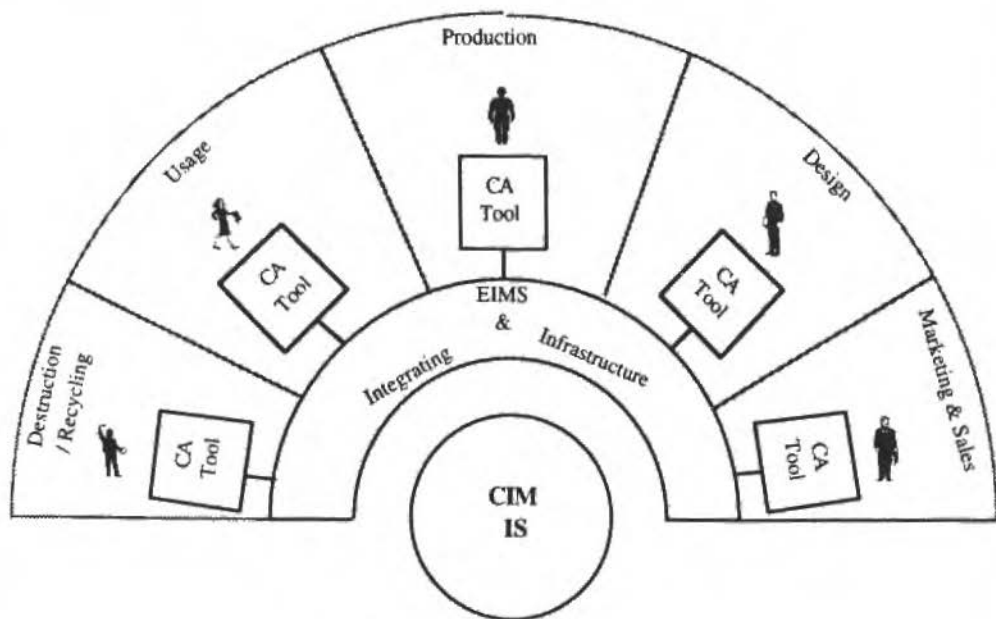 Production
Usage
Design
Destruction
/ Recycling
Marketing & Sales
CA
Tool
CA
Tool
CA
Tool
CA
Tool
CA
Tool
EIMS
&
Integrating
Infrastructure
CIM
IS